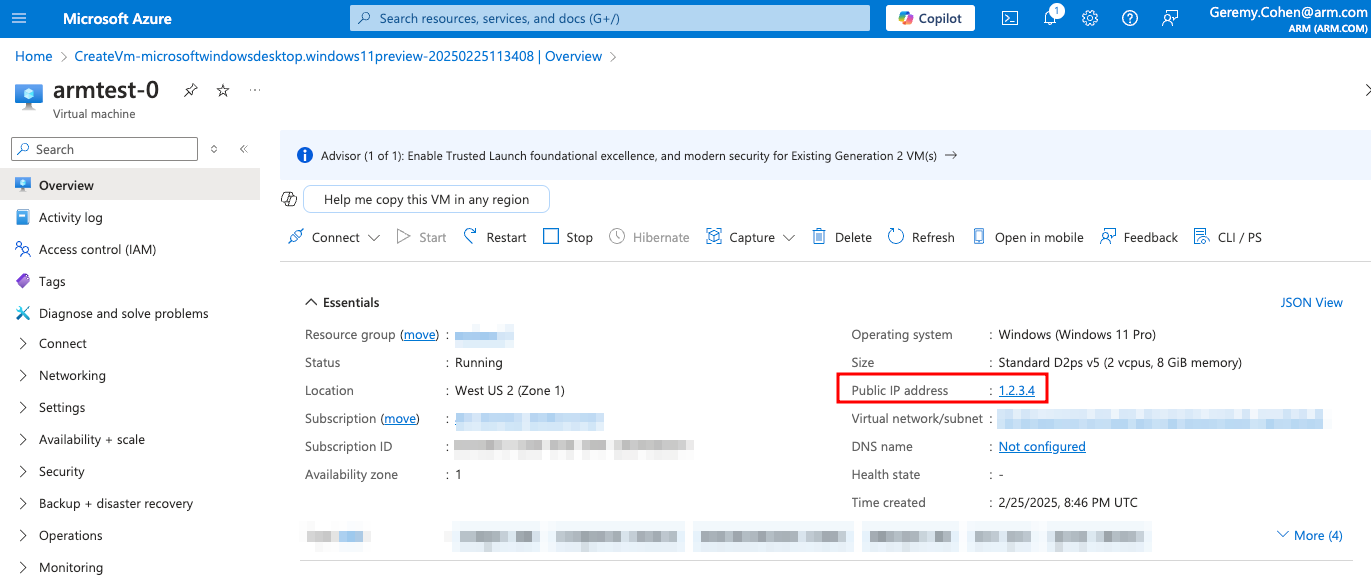 Microsoft Azure
Search resources, services, and docs (G+/)
Copilot
1
Geremy.Cohen@arm.com
ARM (ARM.COM)
Home > CreateVm-microsoftwindowsdesktop.windows11preview-20250225113408 | Overview >
armtest-0
Virtual machine
Search
Overview
Activity log
Access control (IAM)
Tags
Diagnose and solve problems
Connect
Networking
Settings
Availability + scale
Security
Backup + disaster recovery
Operations
Monitoring
Advisor (1 of 1): Enable Trusted Launch foundational excellence, and modern security for Existing Generation 2 VM(s) →
Help me copy this VM in any region
Connect Start Restart Stop Hibernate Capture Delete Refresh Open in mobile Feedback CLI / PS
Essentials
JSON View
Resource group (move) :
Status : Running
Location : West US 2 (Zone 1)
Subscription (move) :
Subscription ID :
Availability zone : 1
Operating system : Windows (Windows 11 Pro)
Size : Standard D2ps v5 (2 vcpus, 8 GiB memory)
Public IP address : 1.2.3.4
Virtual network/subnet :
DNS name : Not configured
Health state : -
Time created : 2/25/2025, 8:46 PM UTC
More (4)